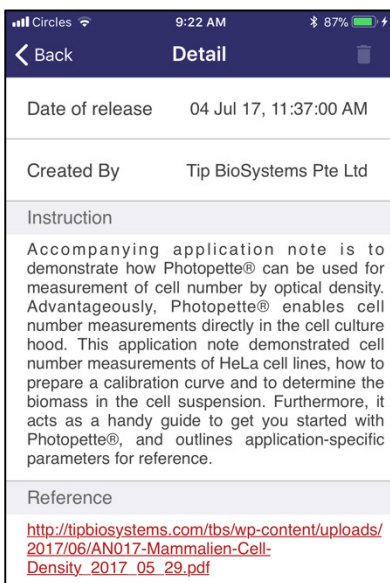 Circles 9:22 AM 87%
Back Detail
Date of release 04 Jul 17, 11:37:00 AM
Created By Tip BioSystems Pte Ltd
Instruction
Accompanying application note is to
demonstrate how Photopette® can be used for
measurement of cell number by optical density.
Advantageously, Photopette® enables cell
number measurements directly in the cell culture
hood. This application note demonstrated cell
number measurements of HeLa cell lines, how to
prepare a calibration curve and to determine the
biomass in the cell suspension. Furthermore, it
acts as a handy guide to get you started with
Photopette®, and outlines application-specific
parameters for reference.
Reference
http://tipbiosystems.com/tbs/wp-content/uploads/
2017/06/AN017-Mammalien-Cell-
Density_2017_05_29.pdf